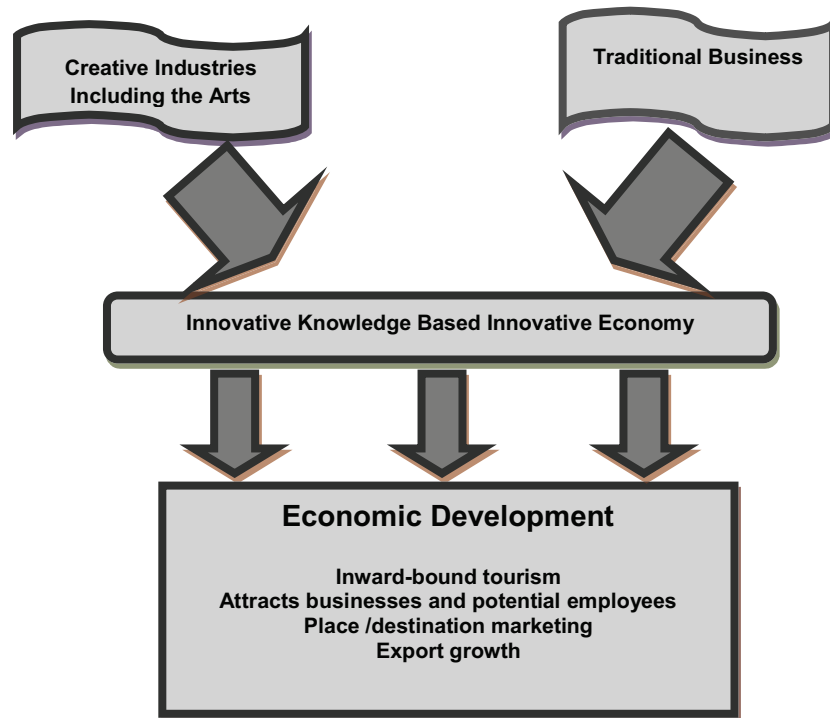 Creative Industries
Including the Arts
Traditional Business
Innovative Knowledge Based Innovative Economy
Economic Development
Inward-bound tourism
Attracts businesses and potential employees
Place /destination marketing
Export growth